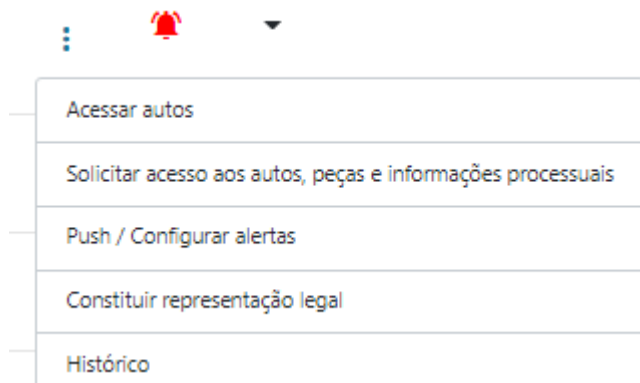 Acessar autos
Solicitar acesso aos autos, peças e informações processuais
Push / Configurar alertas
Constituir representação legal
Histórico